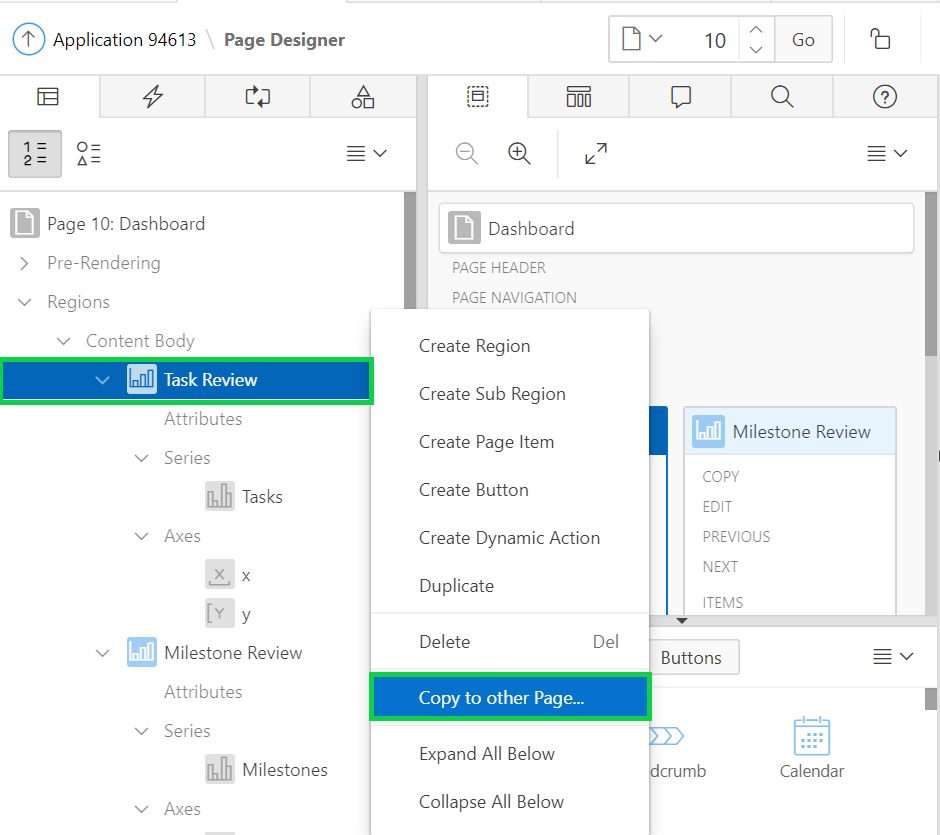 Application 94613 \ Page Designer
10
Go
1 =
2 =
Page 10: Dashboard
Pre-Rendering
Regions
Content Body
Task Review
Attributes
Series
Tasks
Axes
x
x
Y
y
Milestone Review
Attributes
Series
Milestones
Axes
Dashboard
PAGE HEADER
PAGE NAVIGATION
Create Region
Create Sub Region
Create Page Item
Create Button
Create Dynamic Action
Duplicate
Delete Del
Copy to other Page...
Expand All Below
Collapse All Below
Milestone Review
COPY
EDIT
PREVIOUS
NEXT
ITEMS
Buttons
dcrumb
Calendar